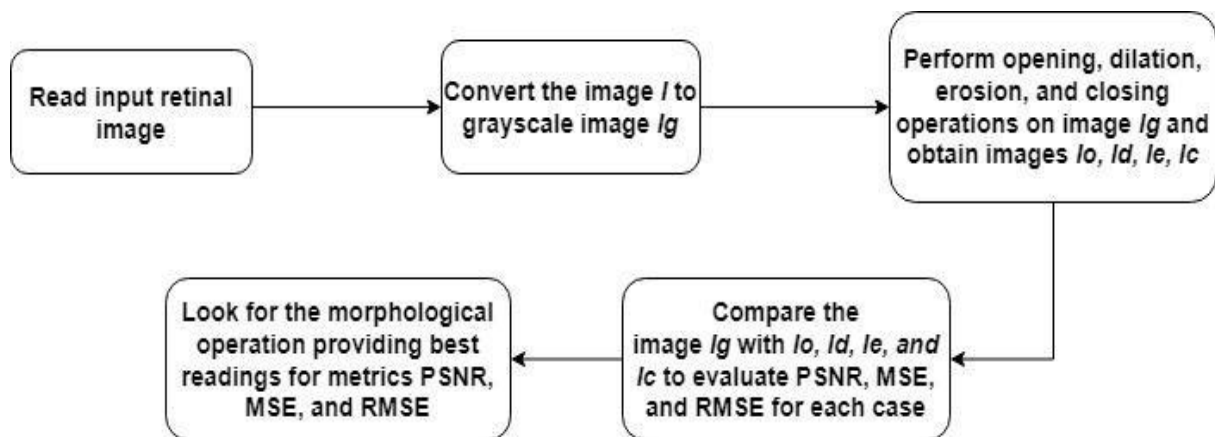 Read input retinal
image
Convert the image I to
grayscale image Ig
Perform opening, dilation,
erosion, and closing
operations on image Ig and
obtain images Io, Id, Ie, Ic
Compare the
image Ig with Io, Id, Ie, and
Ic to evaluate PSNR, MSE,
and RMSE for each case
Look for the morphological
operation providing best
readings for metrics PSNR,
MSE, and RMSE